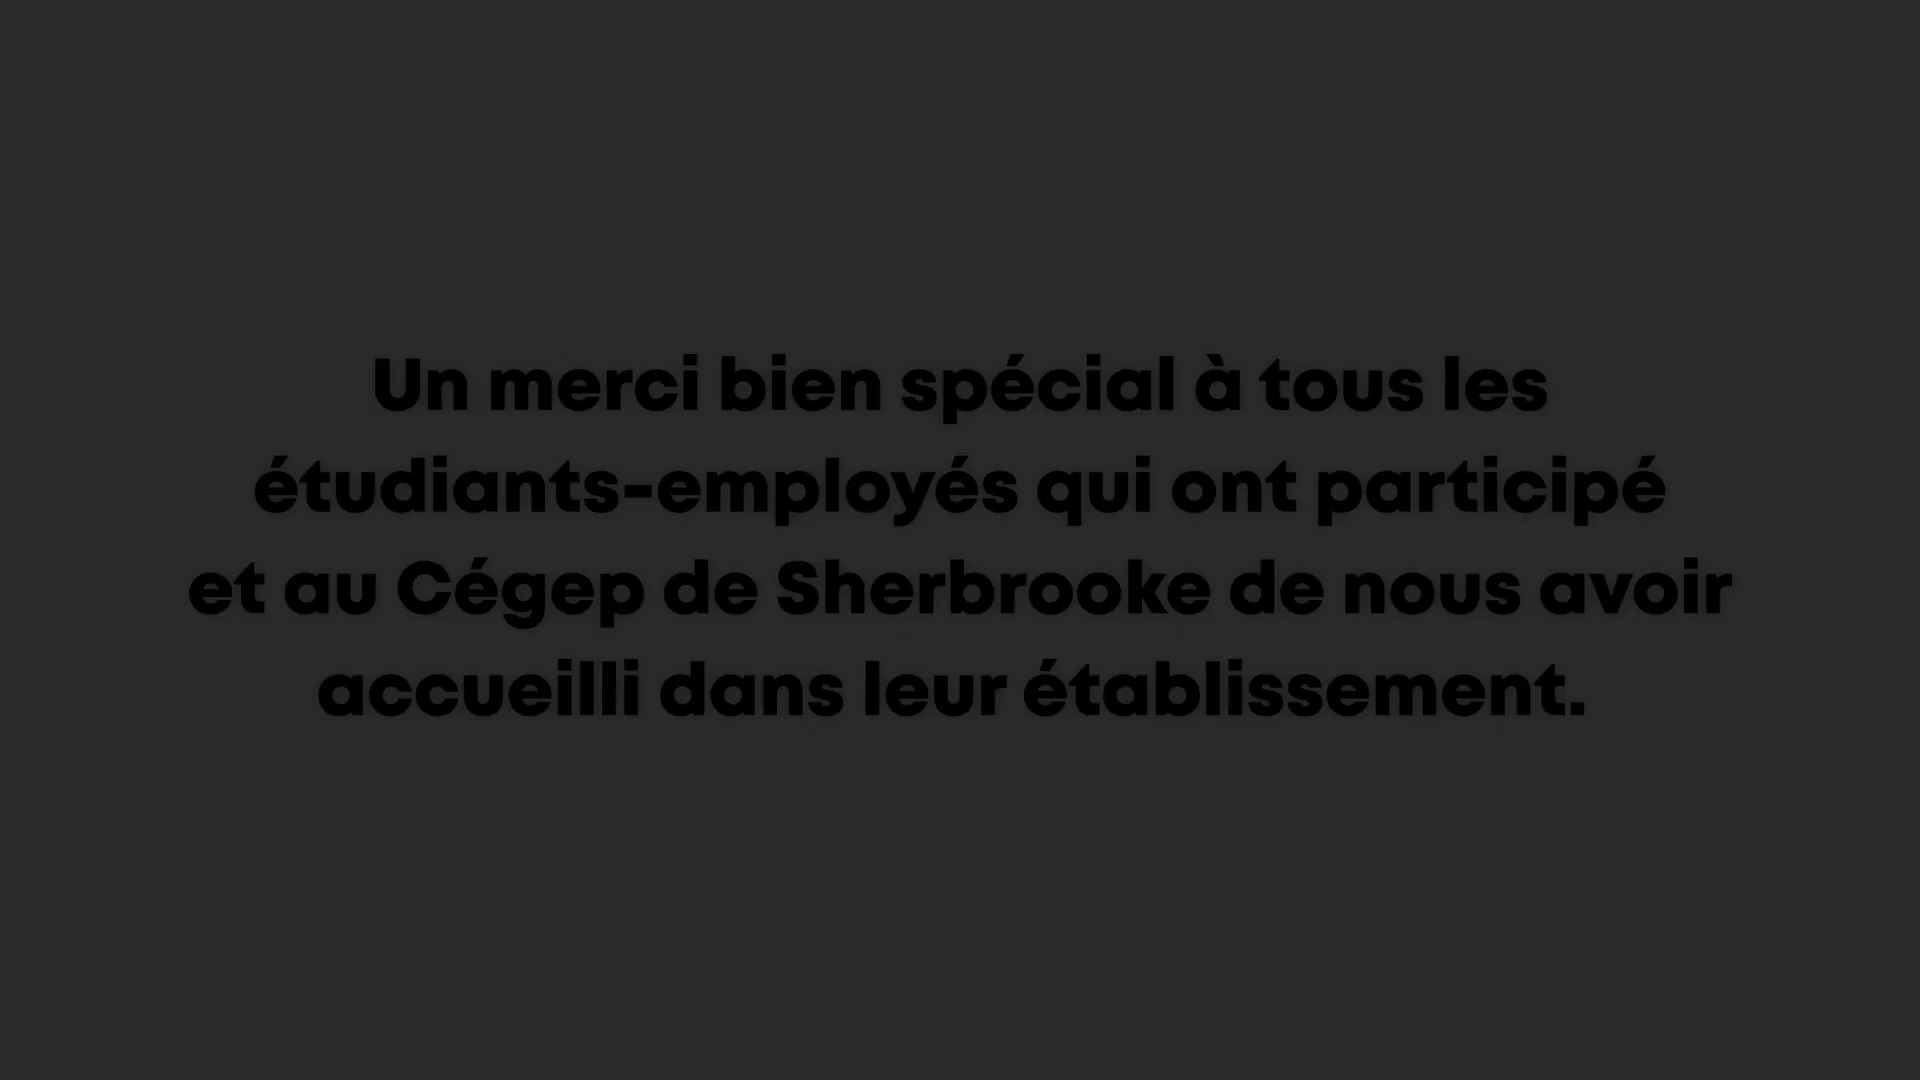 Un merci bien spécial à tous les
étudiants-employés qui ont participé
et au Cégep de Sherbrooke de nous avoir
accueilli dans leur établissement.